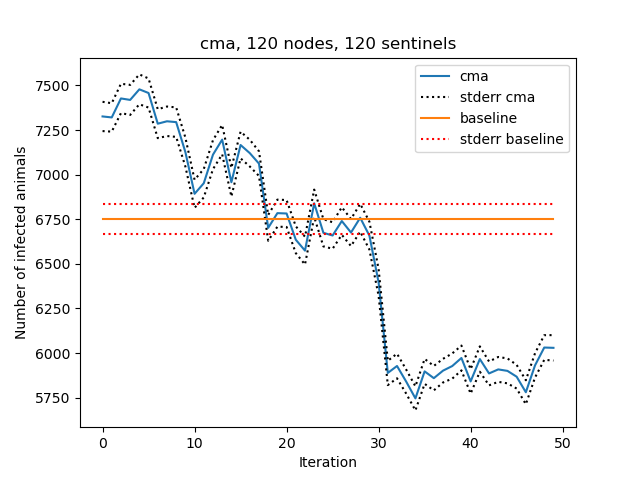 cma, 120 nodes, 120 sentinels
cma
stderr cma
baseline
stderr baseline
7500
7250
7000
6750
6500
6250
6000
5750
Number of infected animals
0 10 20 30 40 50
Iteration